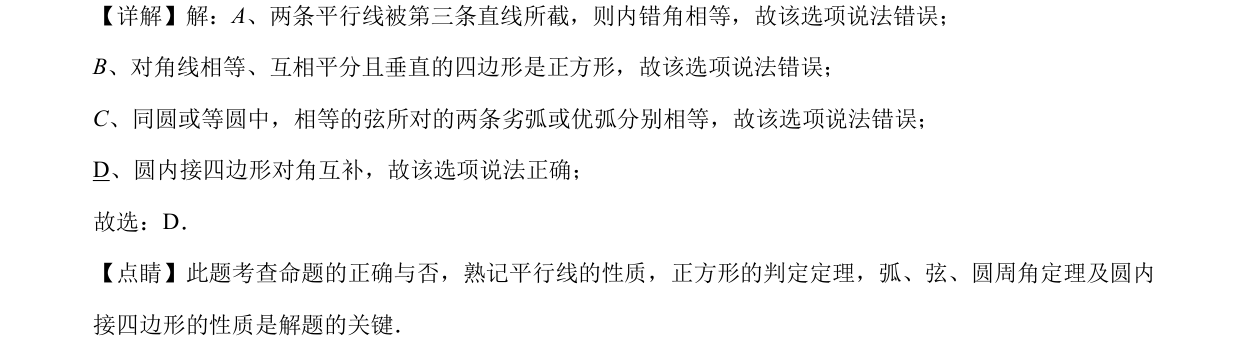 【详解】解：A、两条平行线被第三条直线所截，则内错角相等，故该选项说法错误；
B、对角线相等、互相平分且垂直的四边形是正方形，故该选项说法错误；
C、同圆或等圆中，相等的弦所对的两条劣弧或优弧分别相等，故该选项说法错误；
D、圆内接四边形对角互补，故该选项说法正确；
故选：D．
【点睛】此题考查命题的正确与否，熟记平行线的性质，正方形的判定定理，弧、弦、圆周角定理及圆内
接四边形的性质是解题的关键．